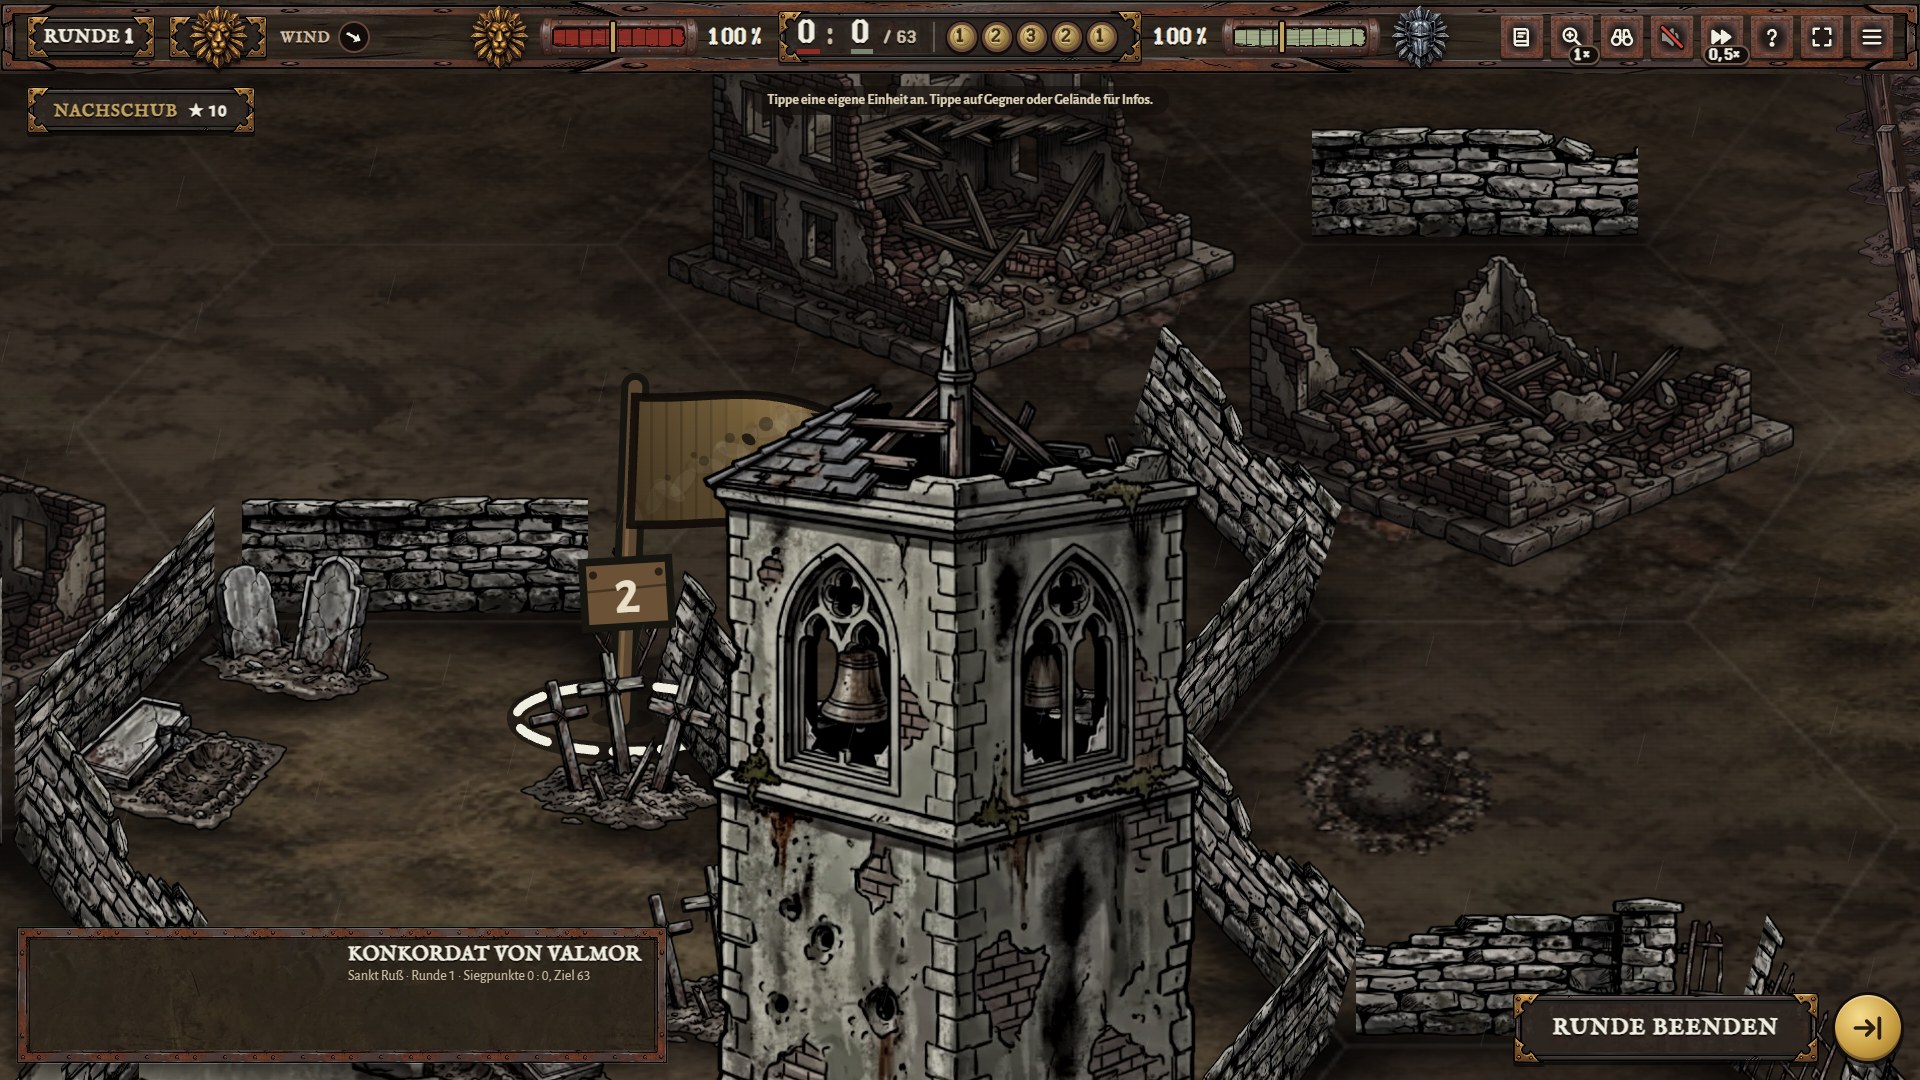 RUNDE 1
WIND
100 %
0 : 0 / 63
1 2 3 2 1
100 %
1×
0,5×
?
NACHSCHUB ★ 10
Tippe eine eigene Einheit an. Tippe auf Gegner oder Gelände für Infos.
2
KONKORDAT VON VALMOR
Sankt Ruß · Runde 1 · Siegpunkte 0 : 0, Ziel 63
RUNDE BEENDEN